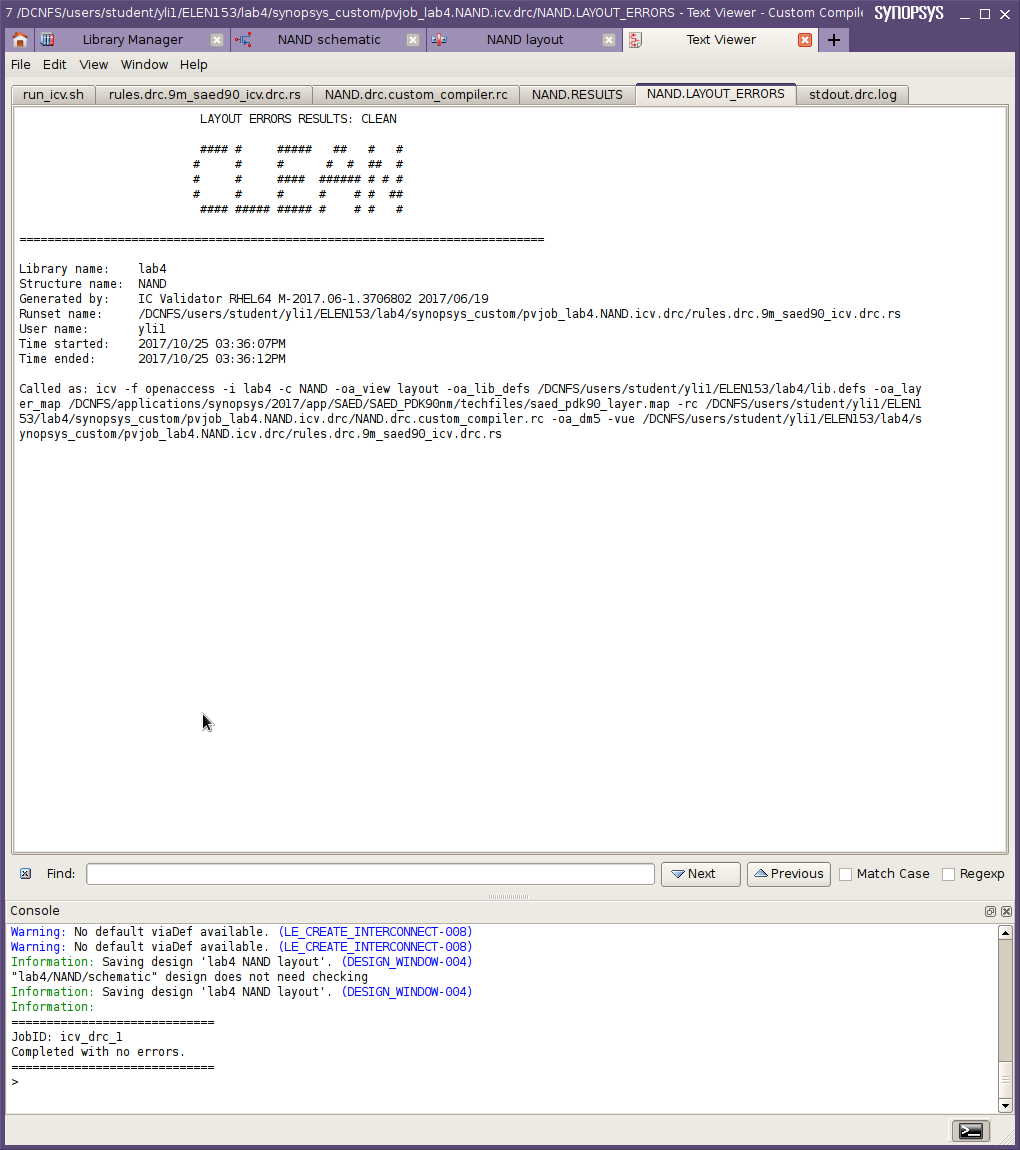 7 /DCNFS/users/student/yli1/ELEN153/lab4/synopsys_custom/pvjob_lab4.NAND.icv.drc/NAND.LAYOUT_ERRORS - Text Viewer - Custom Compile SYNOPSYS
Library Manager NAND schematic NAND layout Text Viewer
File Edit View Window Help
run_icv.sh rules.drc.9m_saed90_icv.drc.rs NAND.drc.custom_compiler.rc NAND.RESULTS NAND.LAYOUT_ERRORS stdout.drc.log
LAYOUT ERRORS RESULTS: CLEAN
#### #     #####   ##   #   #
#     #     #      #  #  ##  #
#     #     ####  ###### # # #
#     #     #     #    # #  ##
#### ##### ##### #    # #   #
===========================================================================
Library name: lab4
Structure name: NAND
Generated by: IC Validator RHEL64 M-2017.06-1.3706802 2017/06/19
Runset name: /DCNFS/users/student/yli1/ELEN153/lab4/synopsys_custom/pvjob_lab4.NAND.icv.drc/rules.drc.9m_saed90_icv.drc.rs
User name: yli1
Time started: 2017/10/25 03:36:07PM
Time ended: 2017/10/25 03:36:12PM
Called as: icv -f openaccess -i lab4 -c NAND -oa_view layout -oa_lib_defs /DCNFS/users/student/yli1/ELEN153/lab4/lib.defs -oa_lay
er_map /DCNFS/applications/synopsys/2017/app/SAED/SAED_PDK90nm/techfiles/saed_pdk90_layer.map -rc /DCNFS/users/student/yli1/ELEN1
53/lab4/synopsys_custom/pvjob_lab4.NAND.icv.drc/NAND.drc.custom_compiler.rc -oa_dm5 -vue /DCNFS/users/student/yli1/ELEN153/lab4/s
ynopsys_custom/pvjob_lab4.NAND.icv.drc/rules.drc.9m_saed90_icv.drc.rs
Find: Next Previous Match Case Regexp
Console
Warning: No default viaDef available. (LE_CREATE_INTERCONNECT-008)
Warning: No default viaDef available. (LE_CREATE_INTERCONNECT-008)
Information: Saving design 'lab4 NAND layout'. (DESIGN_WINDOW-004)
"lab4/NAND/schematic" design does not need checking
Information: Saving design 'lab4 NAND layout'. (DESIGN_WINDOW-004)
Information:
=============================
JobID: icv_drc_1
Completed with no errors.
=============================
>